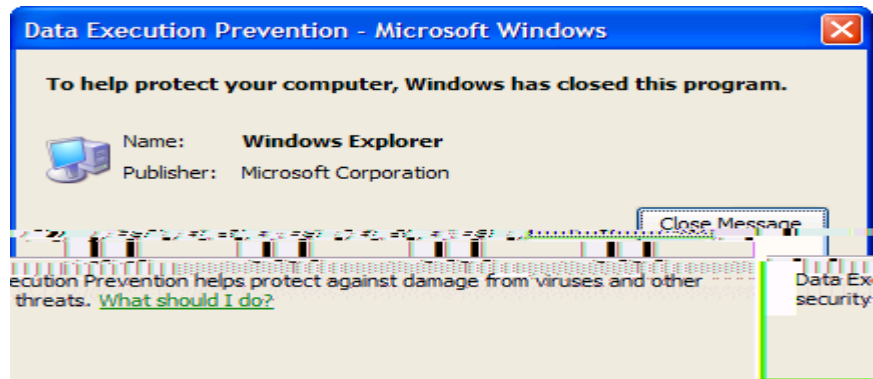 Data Execution Prevention - Microsoft Windows
To help protect your computer, Windows has closed this program.
Name: Windows Explorer
Publisher: Microsoft Corporation
Close Message
ecution Prevention helps protect against damage from viruses and other
threats. What should I do?
Data Ex
security